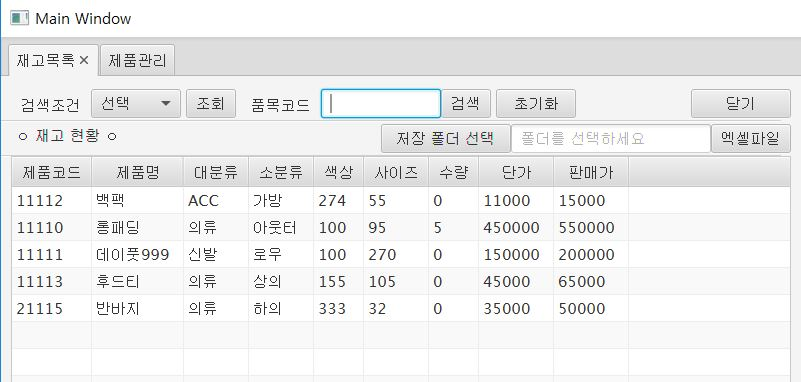 Main Window
재고목록 제품관리
검색조건 선택 조회 품목코드 검색 초기화 닫기
재고 현황 저장 폴더 선택 폴더를 선택하세요 엑셀파일
제품코드 제품명 대분류 소분류 색상 사이즈 수량 단가 판매가
11112 백팩 ACC 가방 274 55 0 11000 15000
11110 롱패딩 의류 아웃터 100 95 5 450000 550000
11111 데이풋999 신발 로우 100 270 0 150000 200000
11113 후드티 의류 상의 155 105 0 45000 65000
21115 반바지 의류 하의 333 32 0 35000 50000